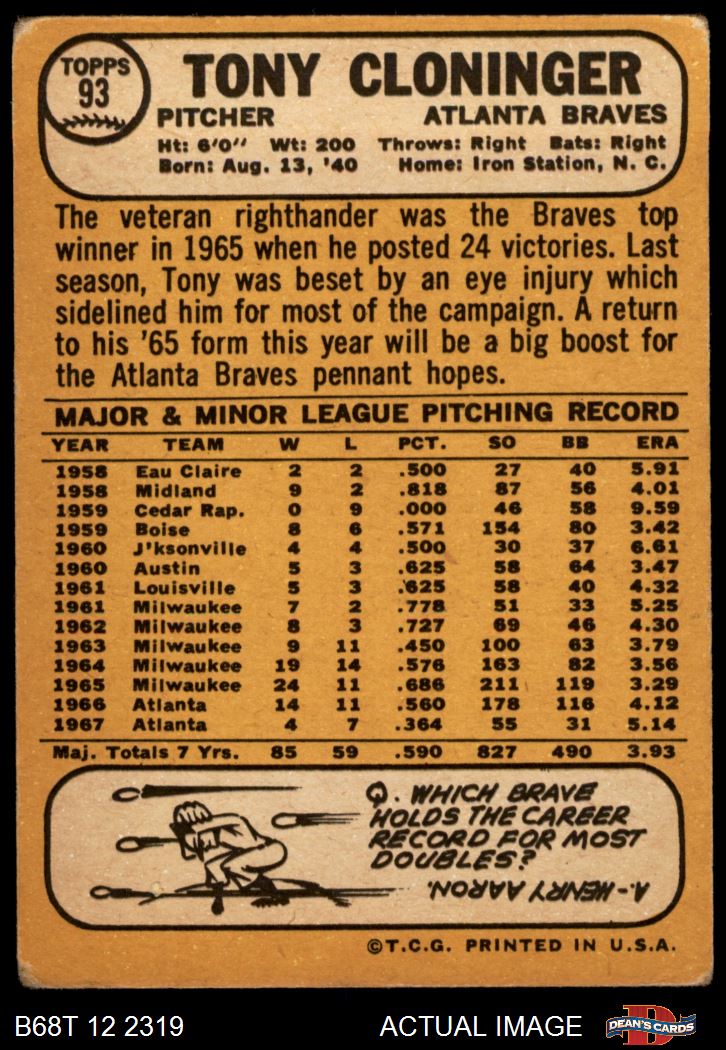 TOPPS
93
TONY CLONINGER
PITCHER ATLANTA BRAVES
Ht: 6'0" Wt: 200 Throws: Right Bats: Right
Born: Aug. 13, '40 Home: Iron Station, N. C.
The veteran righthander was the Braves top
winner in 1965 when he posted 24 victories. Last
season, Tony was beset by an eye injury which
sidelined him for most of the campaign. A return
to his '65 form this year will be a big boost for
the Atlanta Braves pennant hopes.
MAJOR & MINOR LEAGUE PITCHING RECORD
YEAR TEAM W L PCT. SO BB ERA
1958 Eau Claire 2 2 .500 27 40 5.91
1958 Midland 9 2 .818 87 56 4.01
1959 Cedar Rap. 0 9 .000 46 58 9.59
1959 Boise 8 6 .571 154 80 3.42
1960 J'ksonville 4 4 .500 30 37 6.61
1960 Austin 5 3 .625 58 64 3.47
1961 Louisville 5 3 .625 58 40 4.32
1961 Milwaukee 7 2 .778 51 33 5.25
1962 Milwaukee 8 3 .727 69 46 4.30
1963 Milwaukee 9 11 .450 100 63 3.79
1964 Milwaukee 19 14 .576 163 82 3.56
1965 Milwaukee 24 11 .686 211 119 3.29
1966 Atlanta 14 11 .560 178 116 4.12
1967 Atlanta 4 7 .364 55 31 5.14
Maj. Totals 7 Yrs. 85 59 .590 827 490 3.93
Q. WHICH BRAVE
HOLDS THE CAREER
RECORD FOR MOST
DOUBLES?
A-HENRY AARON.
©T.C.G. PRINTED IN U.S.A.
B68T 12 2319 ACTUAL IMAGE DEAN'S CARDS